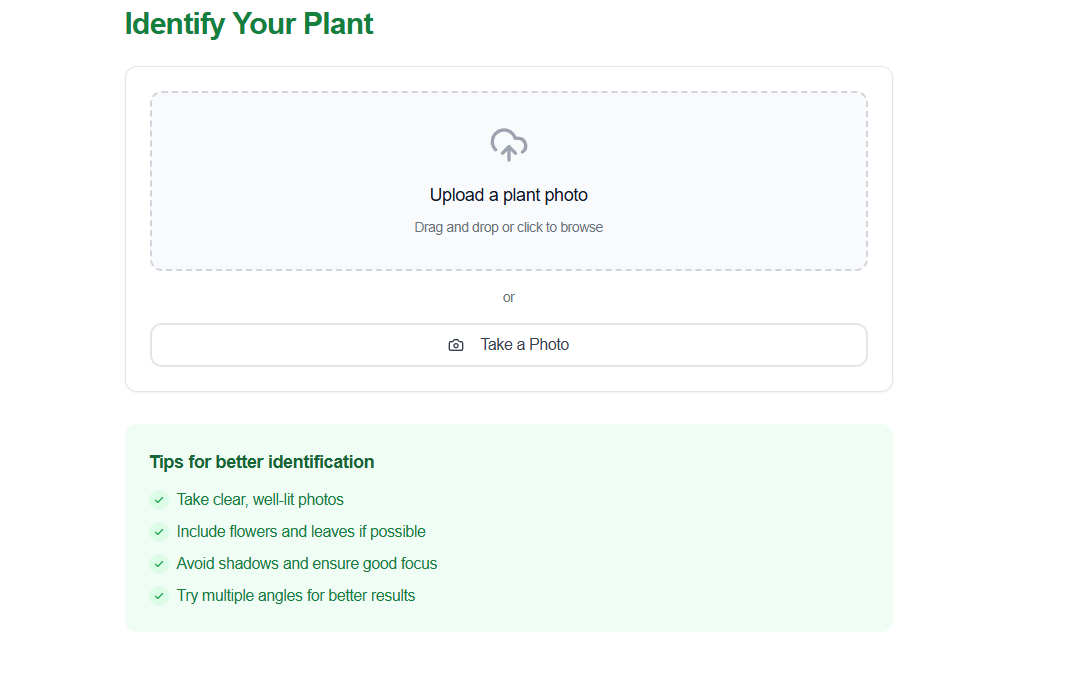 Identify Your Plant
Upload a plant photo
Drag and drop or click to browse
or
Take a Photo
Tips for better identification
Take clear, well-lit photos
Include flowers and leaves if possible
Avoid shadows and ensure good focus
Try multiple angles for better results